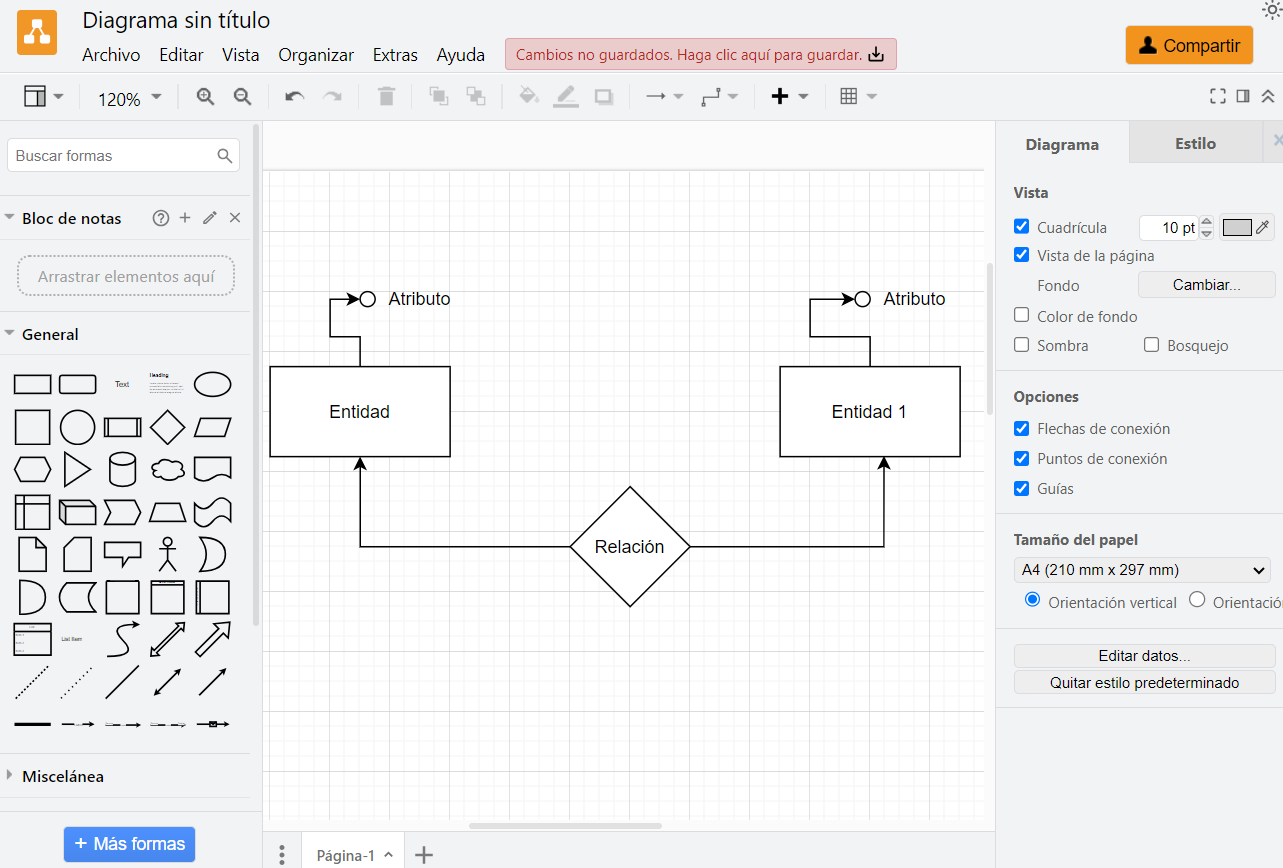 Diagrama sin título
Archivo Editar Vista Organizar Extras Ayuda
Cambios no guardados. Haga clic aquí para guardar.
Compartir
120%
Buscar formas
Bloc de notas
Arrastrar elementos aquí
General
Text
Heading
List Item
Miscelánea
+ Más formas
Atributo
Atributo
Entidad
Entidad 1
Relación
Página-1
Diagrama
Estilo
Vista
Cuadrícula
10 pt
Vista de la página
Fondo
Cambiar...
Color de fondo
Sombra
Bosquejo
Opciones
Flechas de conexión
Puntos de conexión
Guías
Tamaño del papel
A4 (210 mm x 297 mm)
Orientación vertical
Orientación
Editar datos...
Quitar estilo predeterminado